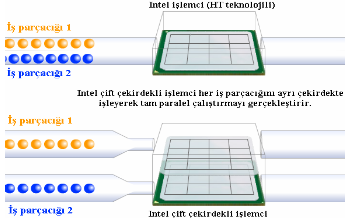 Intel işlemci (HT teknolojili)
İş parçacığı 1
İş parçacığı 2
Intel çift çekirdekli işlemci her iş parçacığını ayrı çekirdekte
işleyerek tam paralel çalıştırmayı gerçekleştirir.
İş parçacığı 1
İş parçacığı 2
Intel çift çekirdekli işlemci